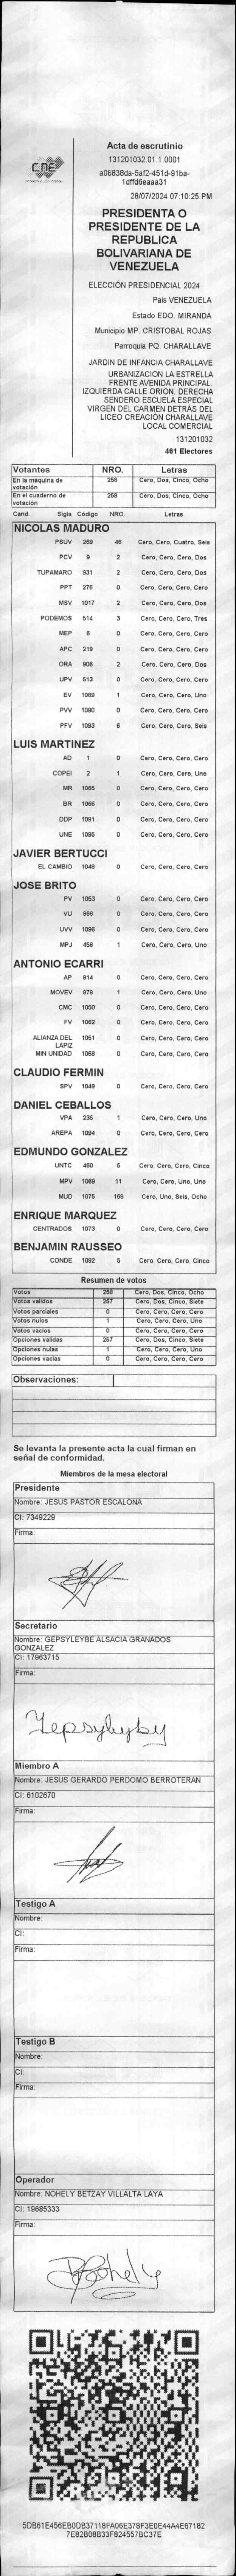 CNE
Acta de escrutinio
131201032.01.1.0001
a06838da-5af2-451d-91ba-
1dffd6eaaa31
28/07/2024 07:10:25 PM
PRESIDENTA O
PRESIDENTE DE LA
REPUBLICA
BOLIVARIANA DE
VENEZUELA
ELECCIÓN PRESIDENCIAL 2024
País VENEZUELA
Estado EDO. MIRANDA
Municipio MP. CRISTOBAL ROJAS
Parroquia PQ. CHARALLAVE
JARDIN DE INFANCIA CHARALLAVE
URBANIZACION LA ESTRELLA
FRENTE AVENIDA PRINCIPAL.
IZQUIERDA CALLE ORION. DERECHA
SENDERO ESCUELA ESPECIAL
VIRGEN DEL CARMEN DETRÁS DEL
LICEO CREACIÓN CHARALLAVE
LOCAL COMERCIAL
131201032
461 Electores
Votantes NRO. Letras
En la máquina de votación 258 Cero, Dos, Cinco, Ocho
En el cuaderno de votación 258 Cero, Dos, Cinco, Ocho
Cand. Sigla Código NRO. Letras
NICOLAS MADURO
PSUV 269 46 Cero, Cero, Cuatro, Seis
PCV 9 2 Cero, Cero, Cero, Dos
TUPAMARO 931 2 Cero, Cero, Cero, Dos
PPT 276 0 Cero, Cero, Cero, Cero
MSV 1017 2 Cero, Cero, Cero, Dos
PODEMOS 514 3 Cero, Cero, Cero, Tres
MEP 6 0 Cero, Cero, Cero, Cero
APC 219 0 Cero, Cero, Cero, Cero
ORA 906 2 Cero, Cero, Cero, Dos
UPV 613 0 Cero, Cero, Cero, Cero
EV 1089 1 Cero, Cero, Cero, Uno
PVV 1090 0 Cero, Cero, Cero, Cero
PFV 1093 6 Cero, Cero, Cero, Seis
LUIS MARTINEZ
AD 1 0 Cero, Cero, Cero, Cero
COPEI 2 1 Cero, Cero, Cero, Uno
MR 1065 0 Cero, Cero, Cero, Cero
BR 1066 0 Cero, Cero, Cero, Cero
DDP 1091 0 Cero, Cero, Cero, Cero
UNE 1095 0 Cero, Cero, Cero, Cero
JAVIER BERTUCCI
EL CAMBIO 1048 0 Cero, Cero, Cero, Cero
JOSE BRITO
PV 1053 0 Cero, Cero, Cero, Cero
VU 868 0 Cero, Cero, Cero, Cero
UVV 1096 0 Cero, Cero, Cero, Cero
MPJ 458 1 Cero, Cero, Cero, Uno
ANTONIO ECARRI
AP 814 0 Cero, Cero, Cero, Cero
MOVEV 979 1 Cero, Cero, Cero, Uno
CMC 1050 0 Cero, Cero, Cero, Cero
FV 1062 0 Cero, Cero, Cero, Cero
ALIANZA DEL LAPIZ 1051 0 Cero, Cero, Cero, Cero
MIN UNIDAD 1068 0 Cero, Cero, Cero, Cero
CLAUDIO FERMIN
SPV 1049 0 Cero, Cero, Cero, Cero
DANIEL CEBALLOS
VPA 236 1 Cero, Cero, Cero, Uno
AREPA 1094 0 Cero, Cero, Cero, Cero
EDMUNDO GONZALEZ
UNTC 460 5 Cero, Cero, Cero, Cinco
MPV 1069 11 Cero, Cero, Uno, Uno
MUD 1075 168 Cero, Uno, Seis, Ocho
ENRIQUE MARQUEZ
CENTRADOS 1073 0 Cero, Cero, Cero, Cero
BENJAMIN RAUSSEO
CONDE 1092 5 Cero, Cero, Cero, Cinco
Resumen de votos
Votos 258 Cero, Dos, Cinco, Ocho
Votos validos 257 Cero, Dos, Cinco, Siete
Votos parciales 0 Cero, Cero, Cero, Cero
Votos nulos 1 Cero, Cero, Cero, Uno
Votos vacios 0 Cero, Cero, Cero, Cero
Opciones validas 257 Cero, Dos, Cinco, Siete
Opciones nulas 1 Cero, Cero, Cero, Uno
Opciones vacías 0 Cero, Cero, Cero, Cero
Observaciones:
Se levanta la presente acta la cual firman en
señal de conformidad.
Miembros de la mesa electoral
Presidente
Nombre: JESUS PASTOR ESCALONA
CI: 7349229
Firma:
Secretario
Nombre: GEPSYLEYBE ALSACIA GRANADOS
GONZALEZ
CI: 17963715
Firma:
Miembro A
Nombre: JESUS GERARDO PERDOMO BERROTERAN
CI: 6102670
Firma:
Testigo A
Nombre:
CI:
Firma:
Testigo B
Nombre:
CI:
Firma:
Operador
Nombre: NOHELY BETZAY VILLALTA LAYA
CI: 19685333
Firma:
5DB61E456EB0DB37118FA06E378F3E0E44A4E67182
7E82B08B33F824557BC37E